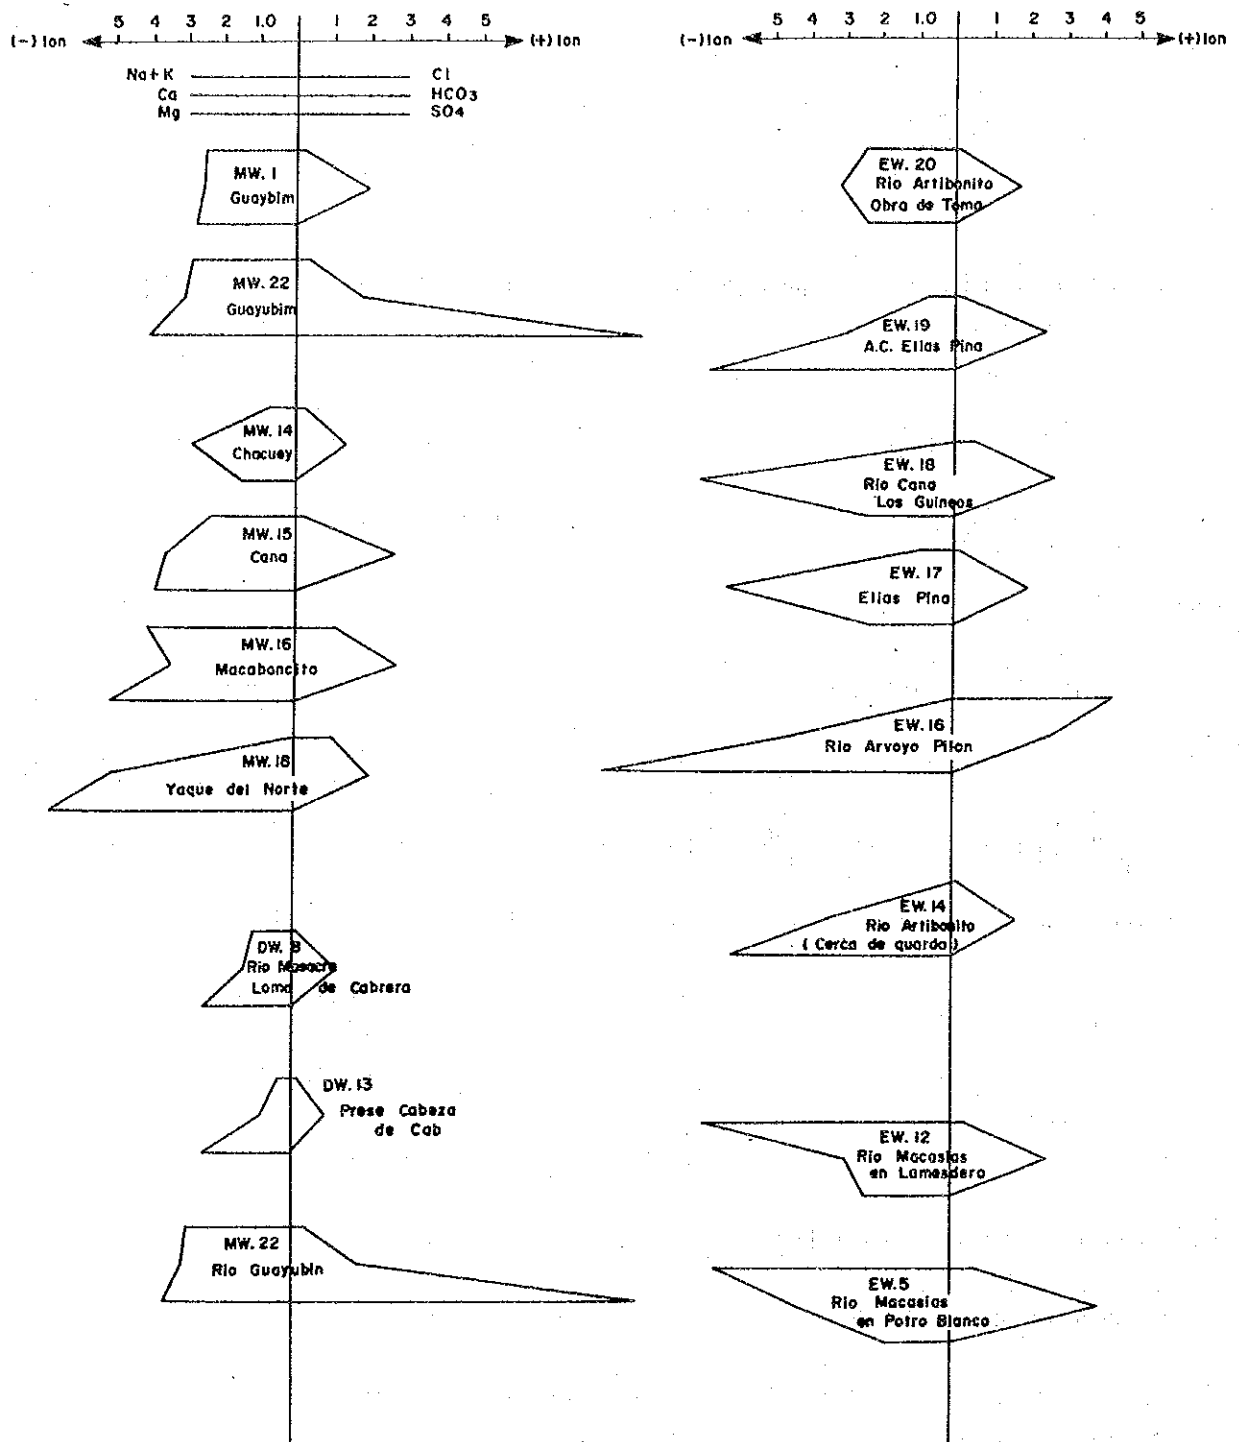 5 4 3 2 1.0 1 2 5
(-) Ion (+) Ion
Na+K Cl
Ca HCO3
Mg SO4
MW. 1
Guaybim
MW. 22
Guayubim
MW. 14
Chacuey
MW. 15
Cana
MW. 16
Macaboncito
MW. 18
Yaque del Norte
DW. 8
Rio Masacre
Loma de Cabrera
DW. 13
Prese Cabeza
de Cab
MW. 22
Rio Guayubin
5 3 2 1.0 1 2 3 4 5
(-) Ion (+) Ion
EW. 20
Rio Artibonito
Obra de Toma
EW. 19
A.C. Elias Pina
EW. 18
Rio Cana
Los Guineos
EW. 17
Elias Pina
EW. 16
Rio Arvoyo Pilon
EW. 14
Rio Artibonito
( Cerca de quarda )
EW. 12
Rio Macasias
en Lamesdero
EW. 5
Rio Macasias
en Potro Blanco